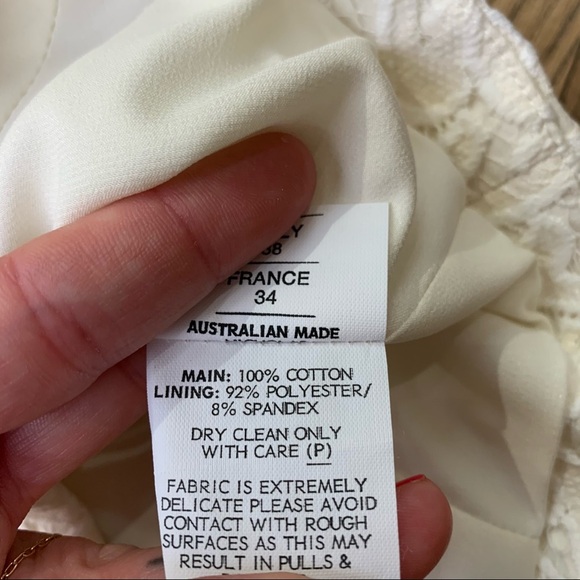 38
FRANCE
34
AUSTRALIAN MADE
MAIN: 100% COTTON
LINING: 92% POLYESTER/
8% SPANDEX
DRY CLEAN ONLY
WITH CARE (P)
FABRIC IS EXTREMELY
DELICATE PLEASE AVOID
CONTACT WITH ROUGH
SURFACES AS THIS MAY
RESULT IN PULLS &